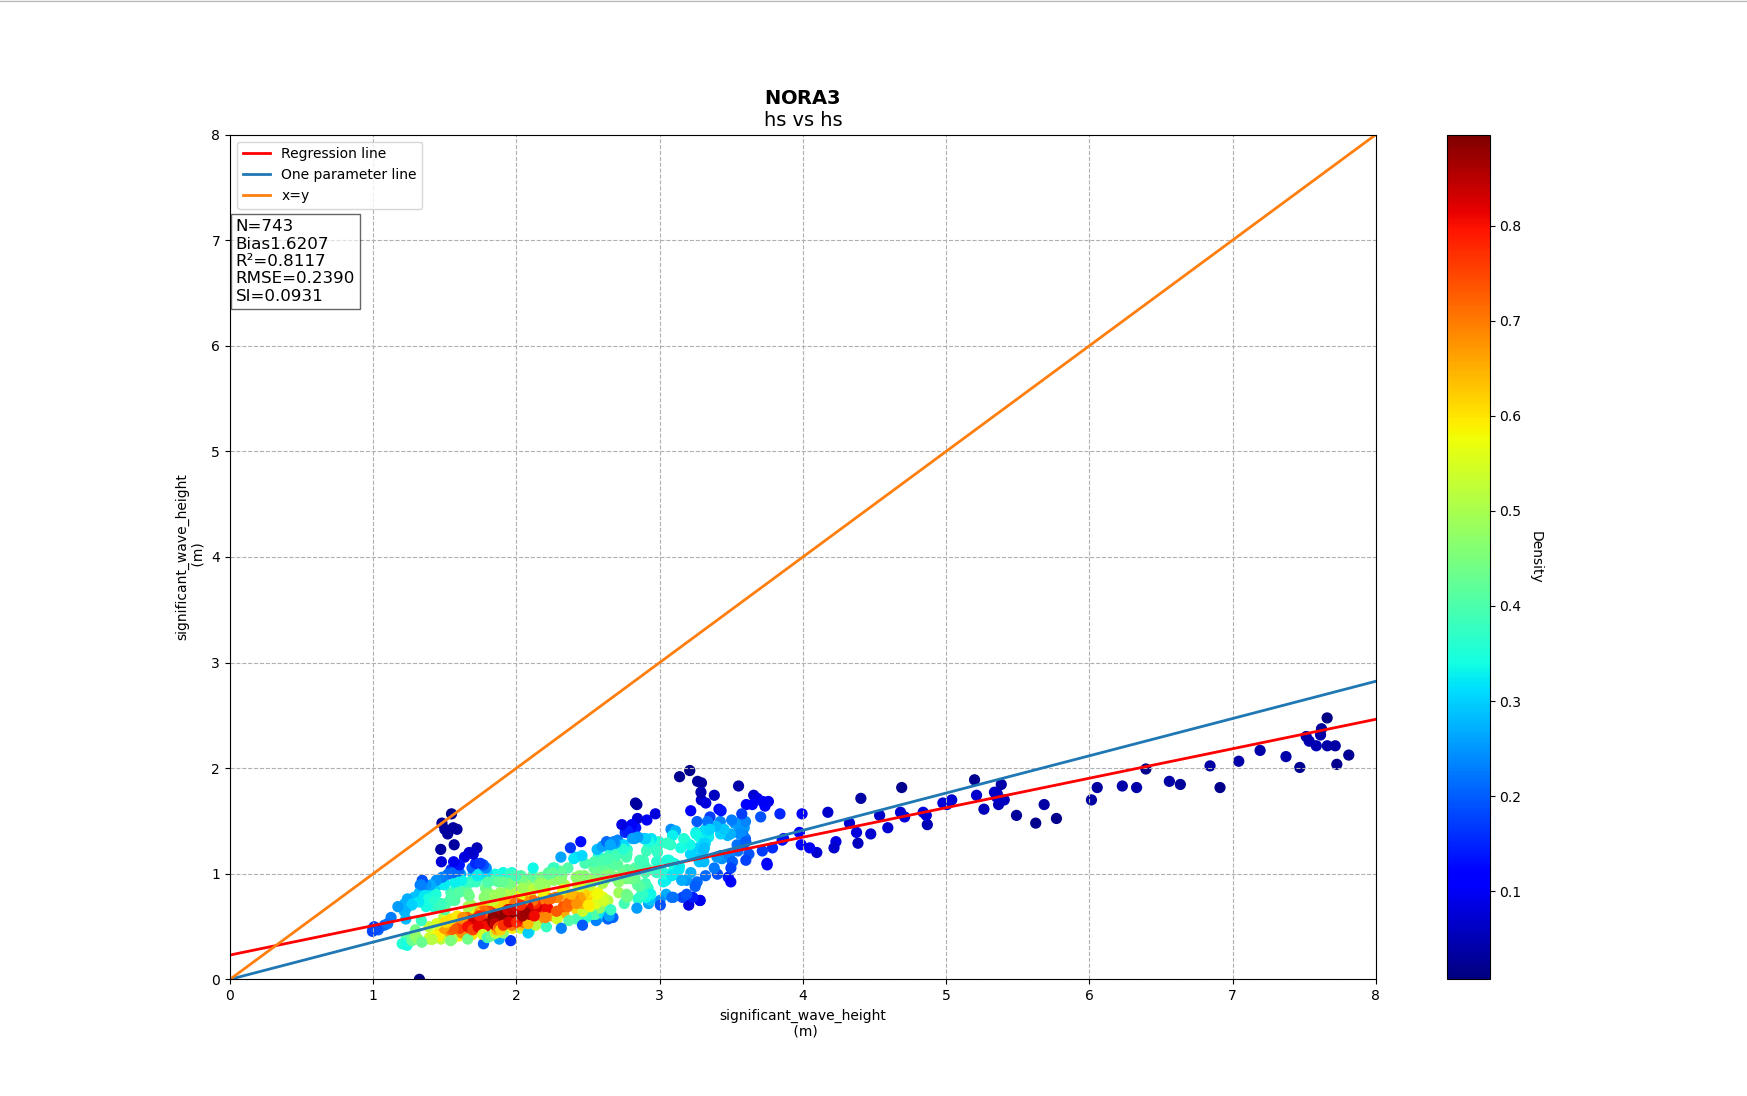 NORA3
hs vs hs
Regression line
One parameter line
x=y
N=743
Bias1.6207
R²=0.8117
RMSE=0.2390
SI=0.0931
8
7
6
5
4
3
2
1
0
significant_wave_height
(m)
0 1 2 3 4 5 6 7 8
significant_wave_height
(m)
0.8
0.7
0.6
0.5
0.4
0.3
0.2
0.1
Density